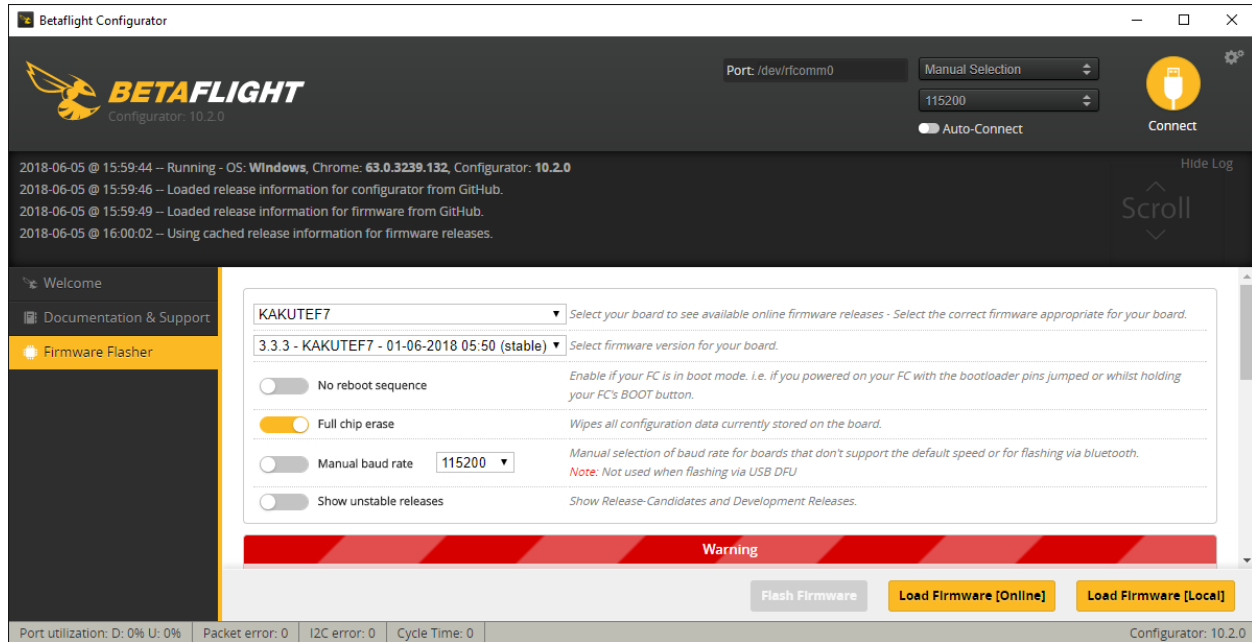 Betaflight Configurator
BETAFLIGHT
Configurator: 10.2.0
Port: /dev/rfcomm0
Manual Selection
115200
Auto-Connect
Connect
2018-06-05 @ 15:59:44 -- Running - OS: Windows, Chrome: 63.0.3239.132, Configurator: 10.2.0
2018-06-05 @ 15:59:46 -- Loaded release information for configurator from GitHub.
2018-06-05 @ 15:59:49 -- Loaded release information for firmware from GitHub.
2018-06-05 @ 16:00:02 -- Using cached release information for firmware releases.
Hide Log
Scroll
Welcome
Documentation & Support
Firmware Flasher
KAKUTEF7
Select your board to see available online firmware releases - Select the correct firmware appropriate for your board.
3.3.3 - KAKUTEF7 - 01-06-2018 05:50 (stable)
Select firmware version for your board.
No reboot sequence
Enable if your FC is in boot mode. i.e. if you powered on your FC with the bootloader pins jumped or whilst holding
your FC's BOOT button.
Full chip erase
Wipes all configuration data currently stored on the board.
Manual baud rate
115200
Manual selection of baud rate for boards that don't support the default speed or for flashing via bluetooth.
Note: Not used when flashing via USB DFU
Show unstable releases
Show Release-Candidates and Development Releases.
Warning
Flash Firmware
Load Firmware [Online]
Load Firmware [Local]
Port utilization: D: 0% U: 0%
Packet error: 0
I2C error: 0
Cycle Time: 0
Configurator: 10.2.0